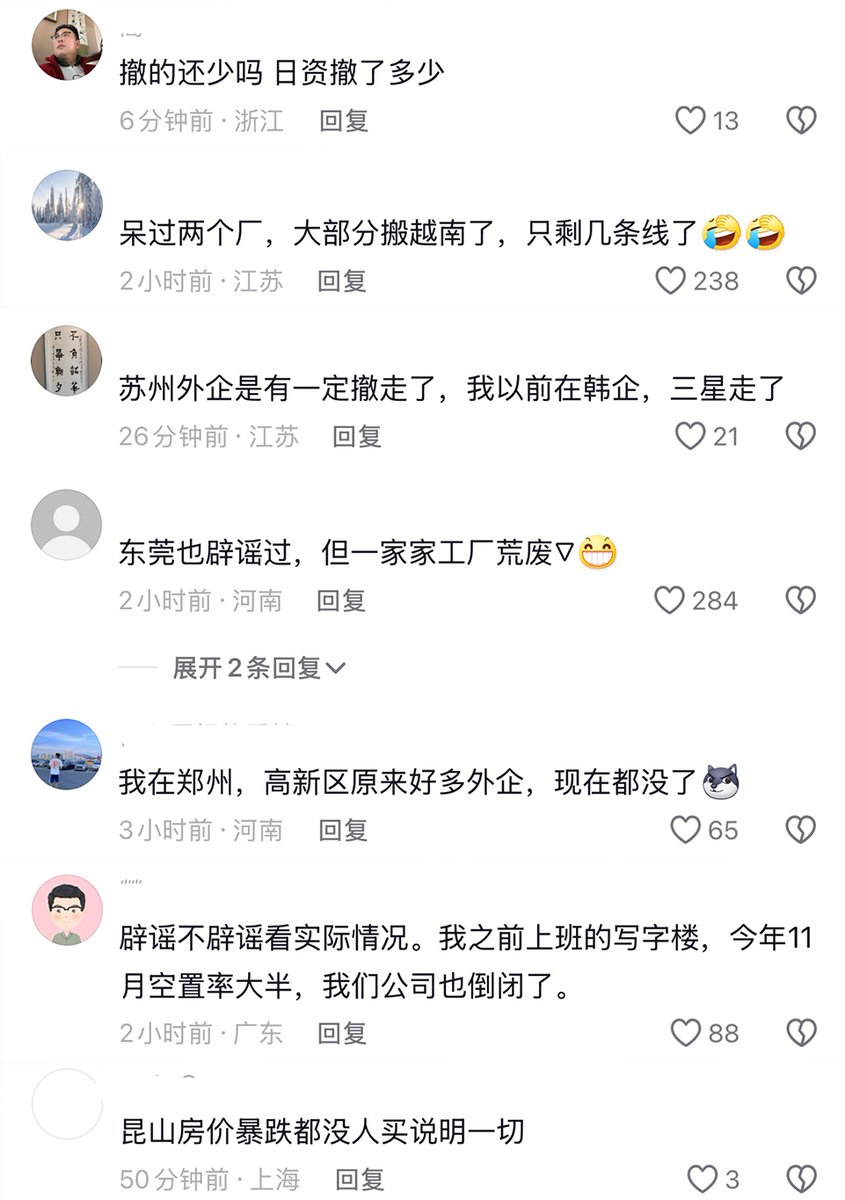 撤的还少吗 日资撤了多少
6分钟前 · 浙江 回复 13
呆过两个厂，大部分搬越南了，只剩几条线了🤣🤣
2小时前 · 江苏 回复 238
苏州外企是有一定撤走了，我以前在韩企，三星走了
26分钟前 · 江苏 回复 21
东莞也辟谣过，但一家家工厂荒废∇😁
2小时前 · 河南 回复 284
展开2条回复
我在郑州，高新区原来好多外企，现在都没了
3小时前 · 河南 回复 65
辟谣不辟谣看实际情况。我之前上班的写字楼，今年11
月空置率大半，我们公司也倒闭了。
2小时前 · 广东 回复 88
昆山房价暴跌都没人买说明一切
50分钟前 · 上海 回复 3